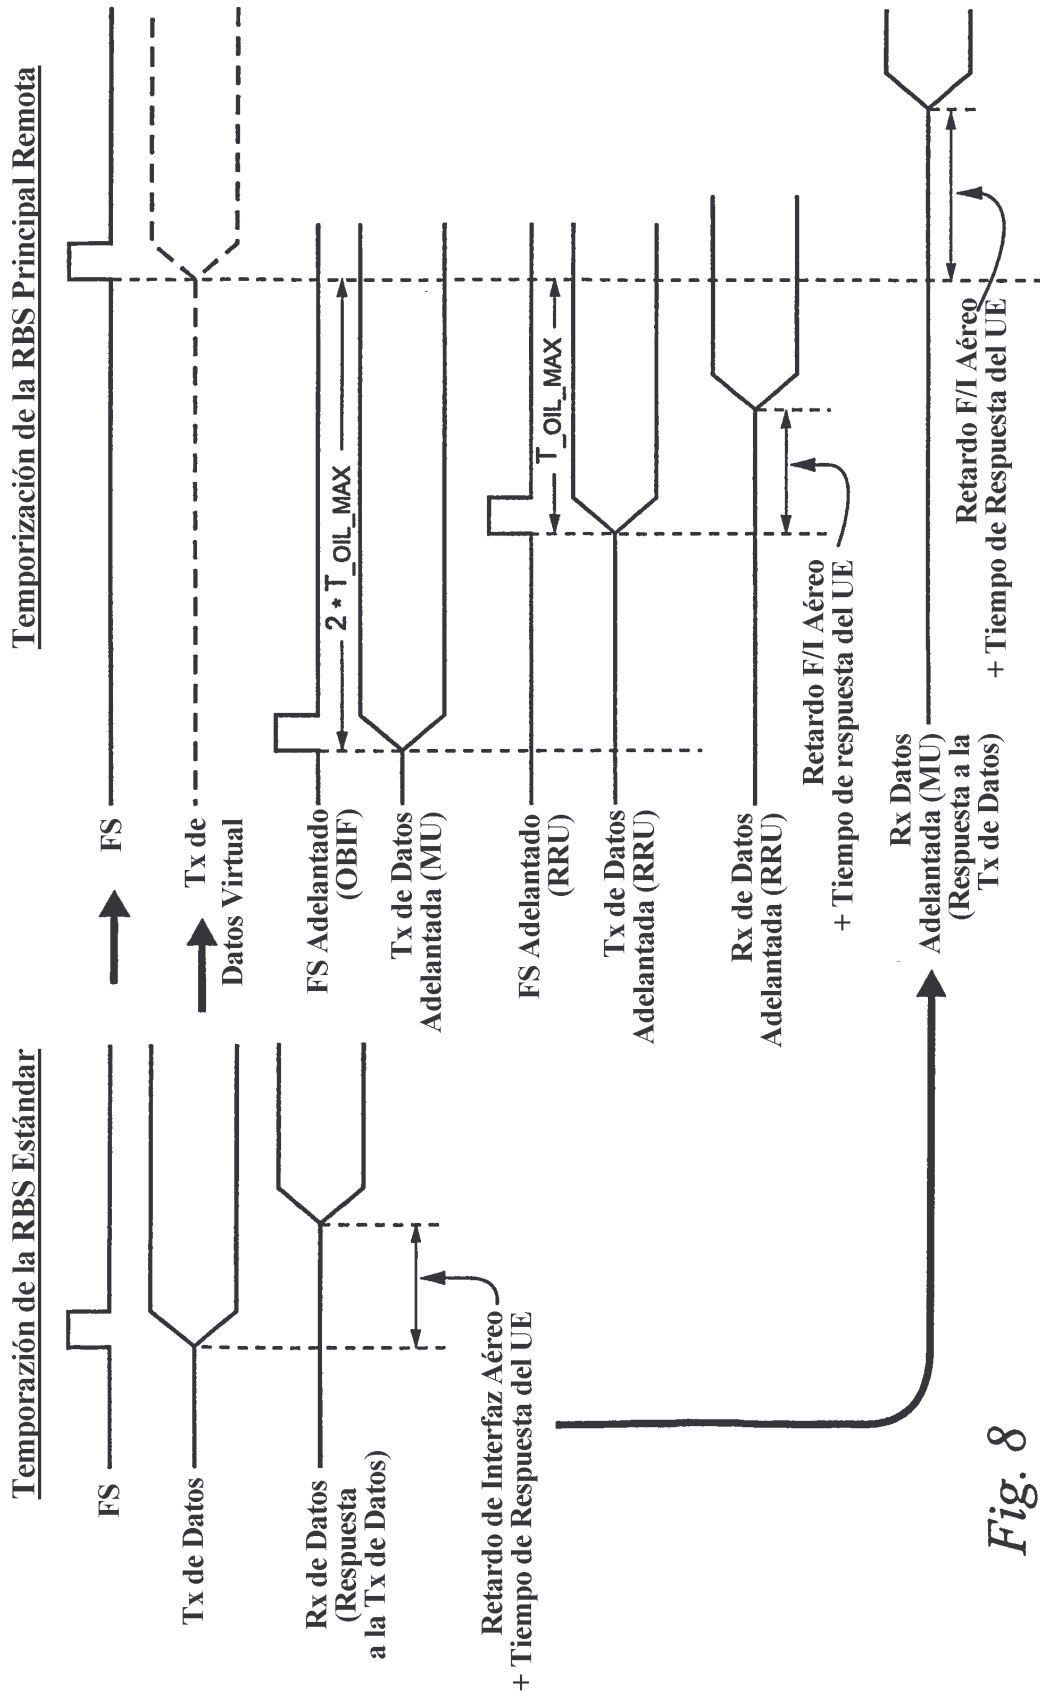 Temporazión de la RBS Estándar
FS
Tx de Datos
Rx de Datos
(Respuesta
a la Tx de Datos)
Retardo de Interfaz Aéreo
+ Tiempo de Respuesta del UE
Temporización de la RBS Principal Remota
FS
Tx de
Datos Virtual
FS Adelantado
(OBIF)
2 * T_OIL_MAX
Tx de Datos
Adelantada (MU)
FS Adelantado
(RRU)
T_OIL_MAX
Tx de Datos
Adelantada (RRU)
Rx de Datos
Adelantada (RRU)
Retardo F/I Aéreo
+ Tiempo de respuesta del UE
Rx Datos
Adelantada (MU)
(Respuesta a la
Tx de Datos)
Retardo F/I Aéreo
+ Tiempo de Respuesta del UE
Fig. 8